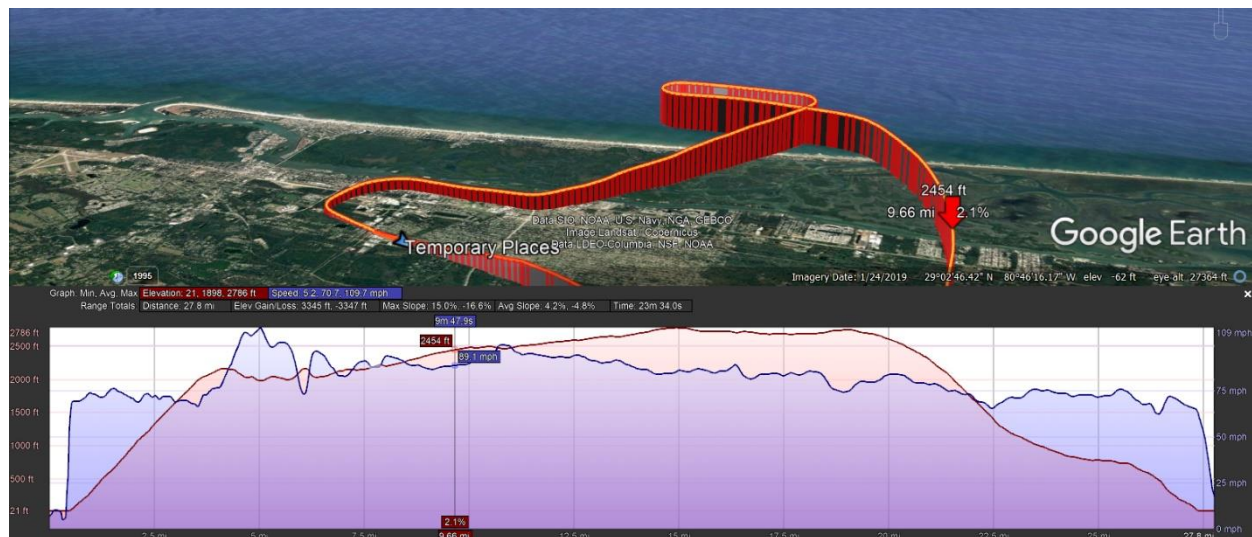 2454 ft
9.66 mi 2.1%
Google Earth
Data SIO, NOAA, U.S. Navy, NGA, GEBCO
Image Landsat / Copernicus
Data LDEO-Columbia, NSF, NOAA
Temporary Places
1995
Imagery Date: 1/24/2019 29°02'46.42" N 80°46'16.17" W elev -62 ft eye alt 27364 ft
Graph: Min, Avg, Max Elevation: 21, 1898, 2786 ft Speed: 5.2, 70.7, 109.7 mph
Range Totals: Distance: 27.8 mi Elev Gain/Loss: 3345 ft, -3347 ft Max Slope: 15.0%, -16.6% Avg Slope: 4.2%, -4.8% Time: 23m 34.0s
9m 47.9s
2786 ft 109 mph
2454 ft
2500 ft
89.1 mph
2000 ft
75 mph
1500 ft
1000 ft 50 mph
500 ft
25 mph
21 ft
2.1%
0 mph
2.5 mi 5 mi 7.5 mi 9.66 mi 12.5 mi 15 mi 17.5 mi 20 mi 22.5 mi 25 mi 27.8 mi